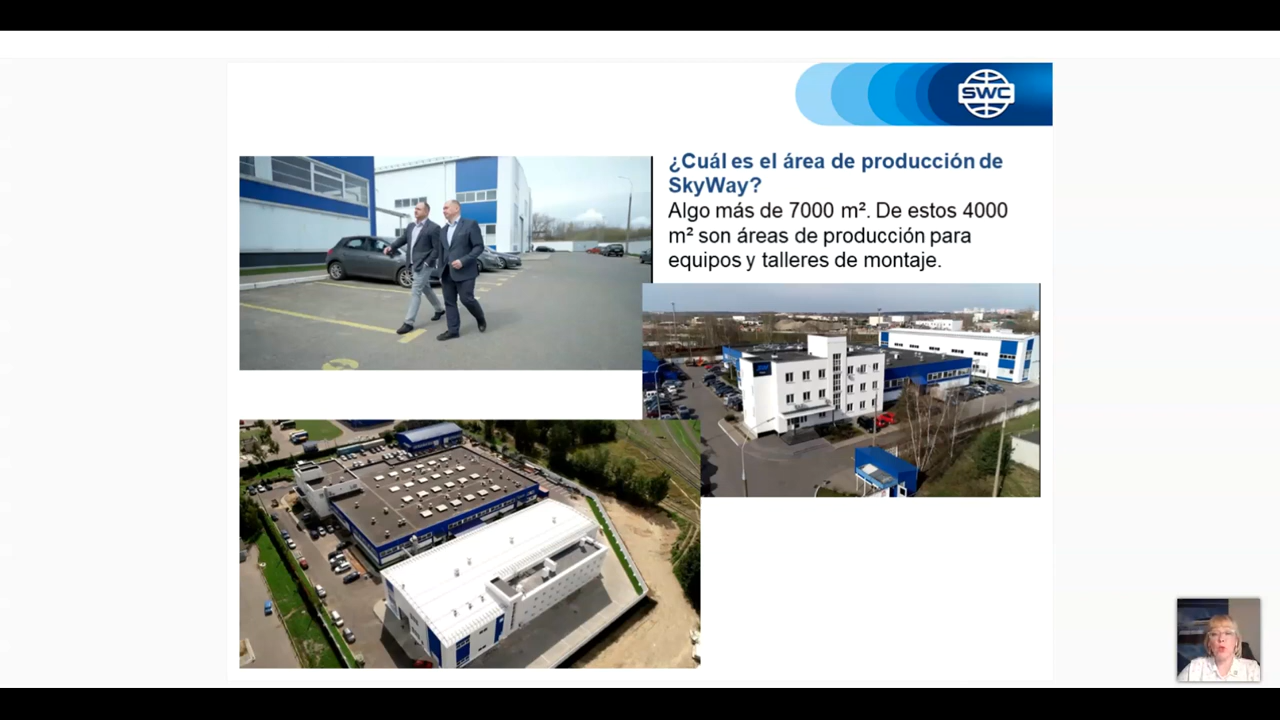 SWC
¿Cuál es el área de producción de
SkyWay?
Algo más de 7000 m². De estos 4000
m² son áreas de producción para
equipos y talleres de montaje.